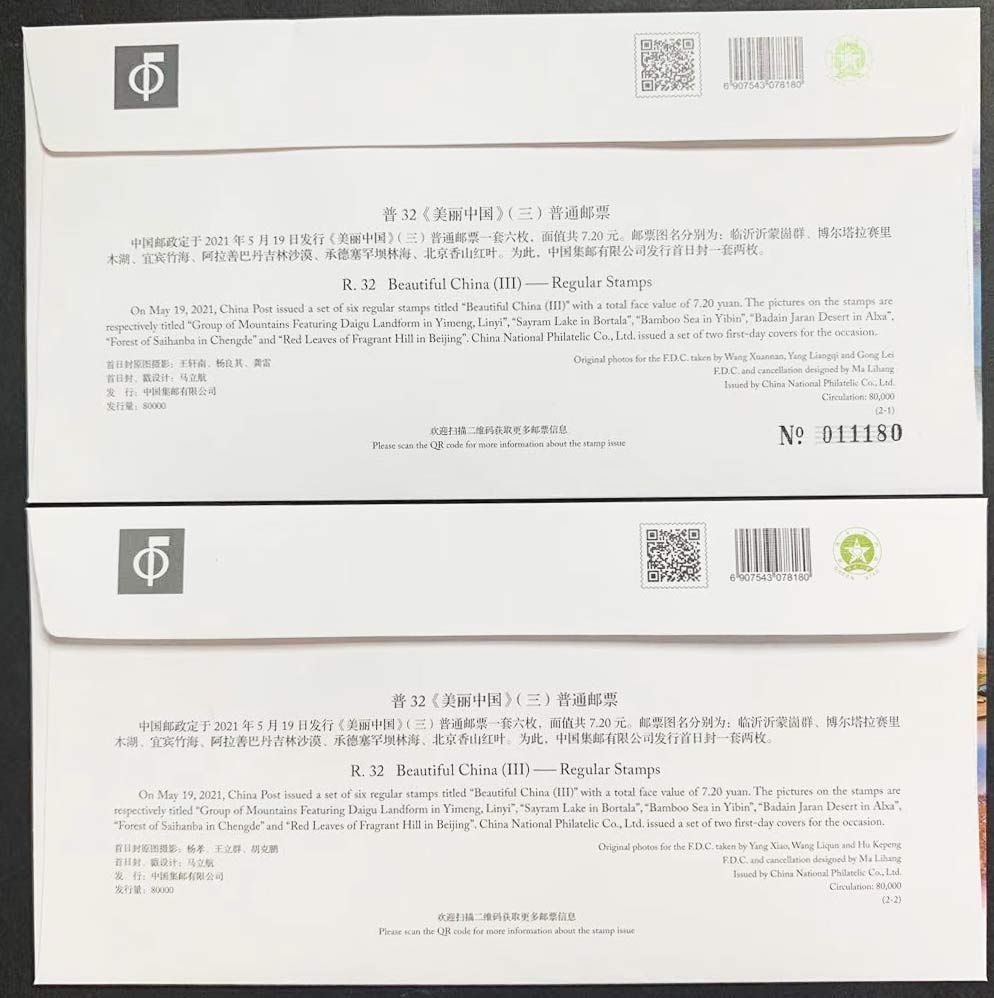 6 907543 078180
普 32《美丽中国》（三）普通邮票
中国邮政定于 2021 年 5 月 19 日发行《美丽中国》（三）普通邮票一套六枚，面值共 7.20 元。邮票图名分别为：临沂沂蒙崮群、博尔塔拉赛里
木湖、宜宾竹海、阿拉善巴丹吉林沙漠、承德塞罕坝林海、北京香山红叶。为此，中国集邮有限公司发行首日封一套两枚。
R. 32 Beautiful China (III) — Regular Stamps
On May 19, 2021, China Post issued a set of six regular stamps titled “Beautiful China (III)” with a total face value of 7.20 yuan. The pictures on the stamps are
respectively titled “Group of Mountains Featuring Daigu Landform in Yimeng, Linyi”, “Sayram Lake in Bortala”, “Bamboo Sea in Yibin”, “Badain Jaran Desert in Alxa”,
“Forest of Saihanba in Chengde” and “Red Leaves of Fragrant Hill in Beijing”. China National Philatelic Co., Ltd. issued a set of two first-day covers for the occasion.
首日封原图摄影：王轩南、杨良其、龚雷
首日封、戳设计：马立航
发 行：中国集邮有限公司
发行量：80000
Original photos for the F.D.C. taken by Wang Xuannan, Yang Liangqi and Gong Lei
F.D.C. and cancellation designed by Ma Lihang
Issued by China National Philatelic Co., Ltd.
Circulation: 80,000
(2-1)
欢迎扫描二维码获取更多邮票信息
Please scan the QR code for more information about the stamp issue
№ 011180
6 907543 078180
普 32《美丽中国》（三）普通邮票
中国邮政定于 2021 年 5 月 19 日发行《美丽中国》（三）普通邮票一套六枚，面值共 7.20 元。邮票图名分别为：临沂沂蒙崮群、博尔塔拉赛里
木湖、宜宾竹海、阿拉善巴丹吉林沙漠、承德塞罕坝林海、北京香山红叶。为此，中国集邮有限公司发行首日封一套两枚。
R. 32 Beautiful China (III) — Regular Stamps
On May 19, 2021, China Post issued a set of six regular stamps titled “Beautiful China (III)” with a total face value of 7.20 yuan. The pictures on the stamps are
respectively titled “Group of Mountains Featuring Daigu Landform in Yimeng, Linyi”, “Sayram Lake in Bortala”, “Bamboo Sea in Yibin”, “Badain Jaran Desert in Alxa”,
“Forest of Saihanba in Chengde” and “Red Leaves of Fragrant Hill in Beijing”. China National Philatelic Co., Ltd. issued a set of two first-day covers for the occasion.
首日封原图摄影：杨孝、王立群、胡克鹏
首日封、戳设计：马立航
发 行：中国集邮有限公司
发行量：80000
Original photos for the F.D.C. taken by Yang Xiao, Wang Liqun and Hu Kepeng
F.D.C. and cancellation designed by Ma Lihang
Issued by China National Philatelic Co., Ltd.
Circulation: 80,000
(2-2)
欢迎扫描二维码获取更多邮票信息
Please scan the QR code for more information about the stamp issue